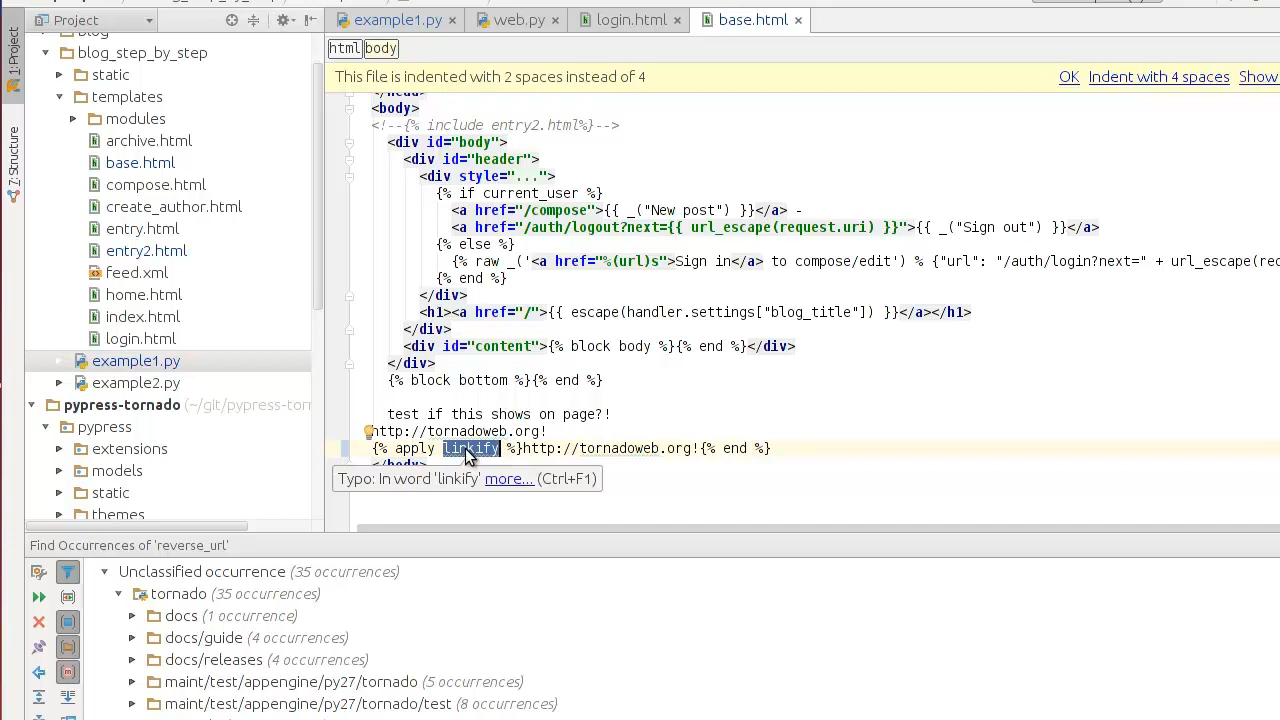 Project
example1.py
web.py
login.html
base.html
1: Project
Structure
blog
blog_step_by_step
static
templates
modules
archive.html
base.html
compose.html
create_author.html
entry.html
entry2.html
feed.xml
home.html
index.html
login.html
example1.py
example2.py
pypress-tornado (~/git/pypress-torn
pypress
extensions
models
static
themes
html body
This file is indented with 2 spaces instead of 4 OK Indent with 4 spaces Show
</head>
<body>
<!--{% include entry2.html%}-->
<div id="body">
<div id="header">
<div style="...">
{% if current_user %}
<a href="/compose">{{ _("New post") }}</a> -
<a href="/auth/logout?next={{ url_escape(request.uri) }}">{{ _("Sign out") }}</a>
{% else %}
{% raw _('<a href="%(url)s">Sign in</a> to compose/edit') % {"url": "/auth/login?next=" + url_escape(rec
{% end %}
</div>
<h1><a href="/">{{ escape(handler.settings["blog_title"]) }}</a></h1>
</div>
<div id="content">{% block body %}{% end %}</div>
</div>
{% block bottom %}{% end %}
test if this shows on page?!
http://tornadoweb.org!
{% apply linkify %}http://tornadoweb.org!{% end %}
</body>
Typo: In word 'linkify' more... (Ctrl+F1)
Find Occurrences of 'reverse_url'
Unclassified occurrence (35 occurrences)
tornado (35 occurrences)
docs (1 occurrence)
docs/guide (4 occurrences)
docs/releases (4 occurrences)
maint/test/appengine/py27/tornado (5 occurrences)
maint/test/appengine/py27/tornado/test (8 occurrences)